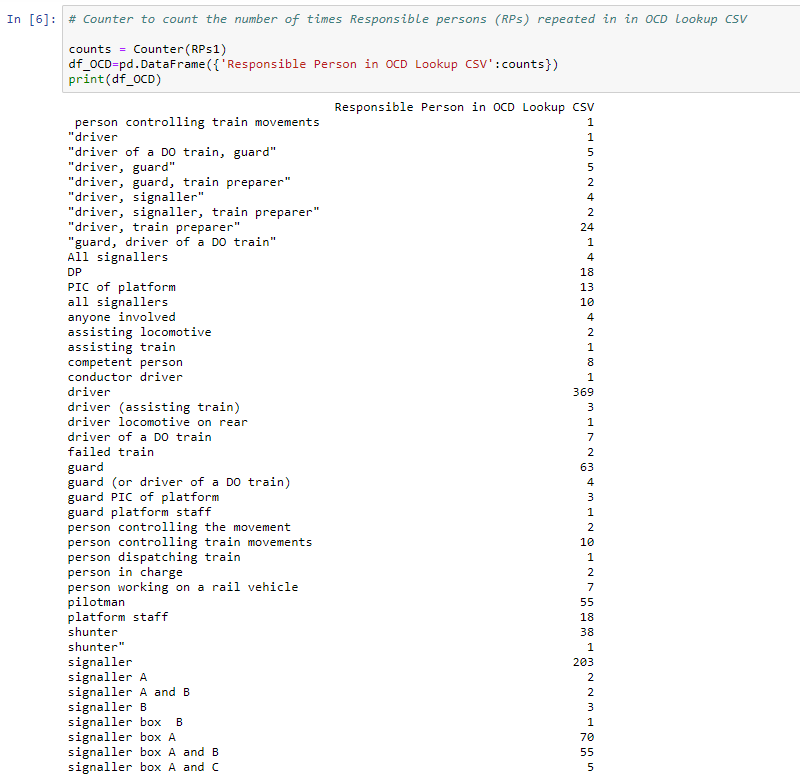 In [6]: # Counter to count the number of times Responsible persons (RPs) repeated in in OCD lookup CSV
counts = Counter(RPs1)
df_OCD=pd.DataFrame({'Responsible Person in OCD Lookup CSV':counts})
print(df_OCD)
Responsible Person in OCD Lookup CSV
person controlling train movements 1
"driver 1
"driver of a DO train, guard" 5
"driver, guard" 5
"driver, guard, train preparer" 2
"driver, signaller" 4
"driver, signaller, train preparer" 2
"driver, train preparer" 24
"guard, driver of a DO train" 1
All signallers 4
DP 18
PIC of platform 13
all signallers 10
anyone involved 4
assisting locomotive 2
assisting train 1
competent person 8
conductor driver 1
driver 369
driver (assisting train) 3
driver locomotive on rear 1
driver of a DO train 7
failed train 2
guard 63
guard (or driver of a DO train) 4
guard PIC of platform 3
guard platform staff 1
person controlling the movement 2
person controlling train movements 10
person dispatching train 1
person in charge 2
person working on a rail vehicle 7
pilotman 55
platform staff 18
shunter 38
shunter" 1
signaller 203
signaller A 2
signaller A and B 2
signaller B 3
signaller box  B 1
signaller box A 70
signaller box A and B 55
signaller box A and C 5